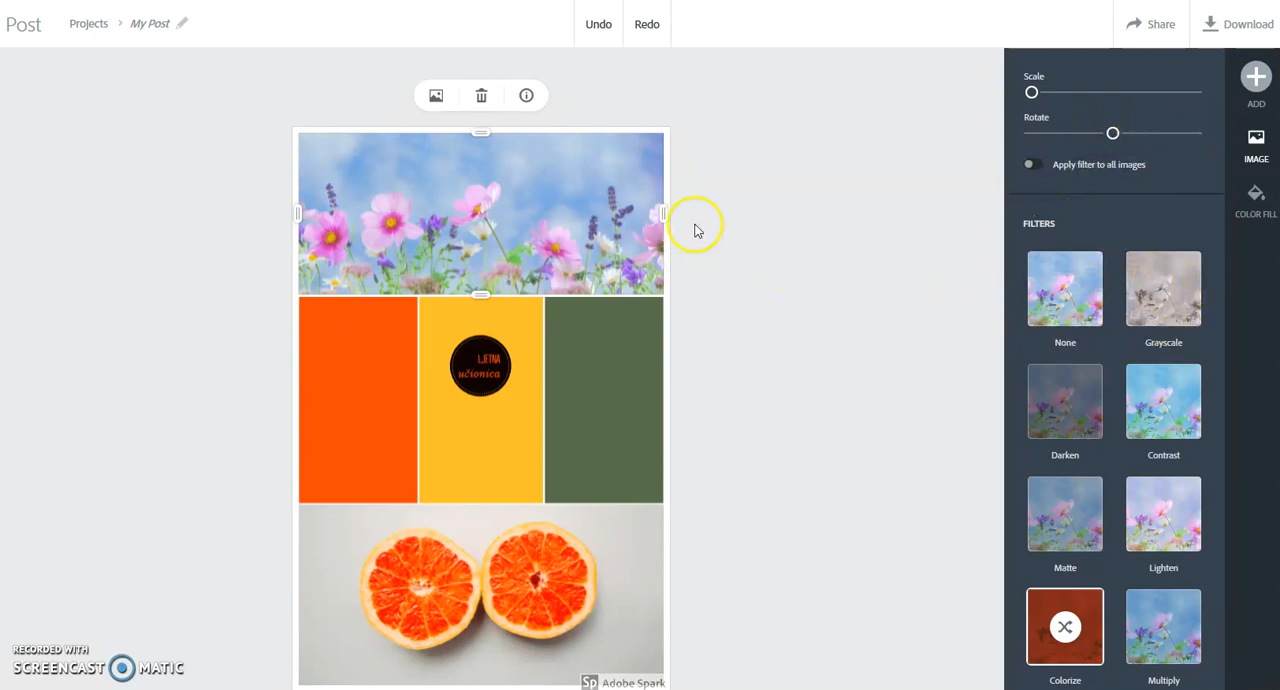 Post
Projects > My Post
Undo
Redo
Share
Download
Scale
Rotate
Apply filter to all images
ADD
IMAGE
COLOR FILL
FILTERS
None
Grayscale
Darken
Contrast
Matte
Lighten
Colorize
Multiply
LJETNA
učionica
Sp Adobe Spark
RECORDED WITH
SCREENCAST MATIC